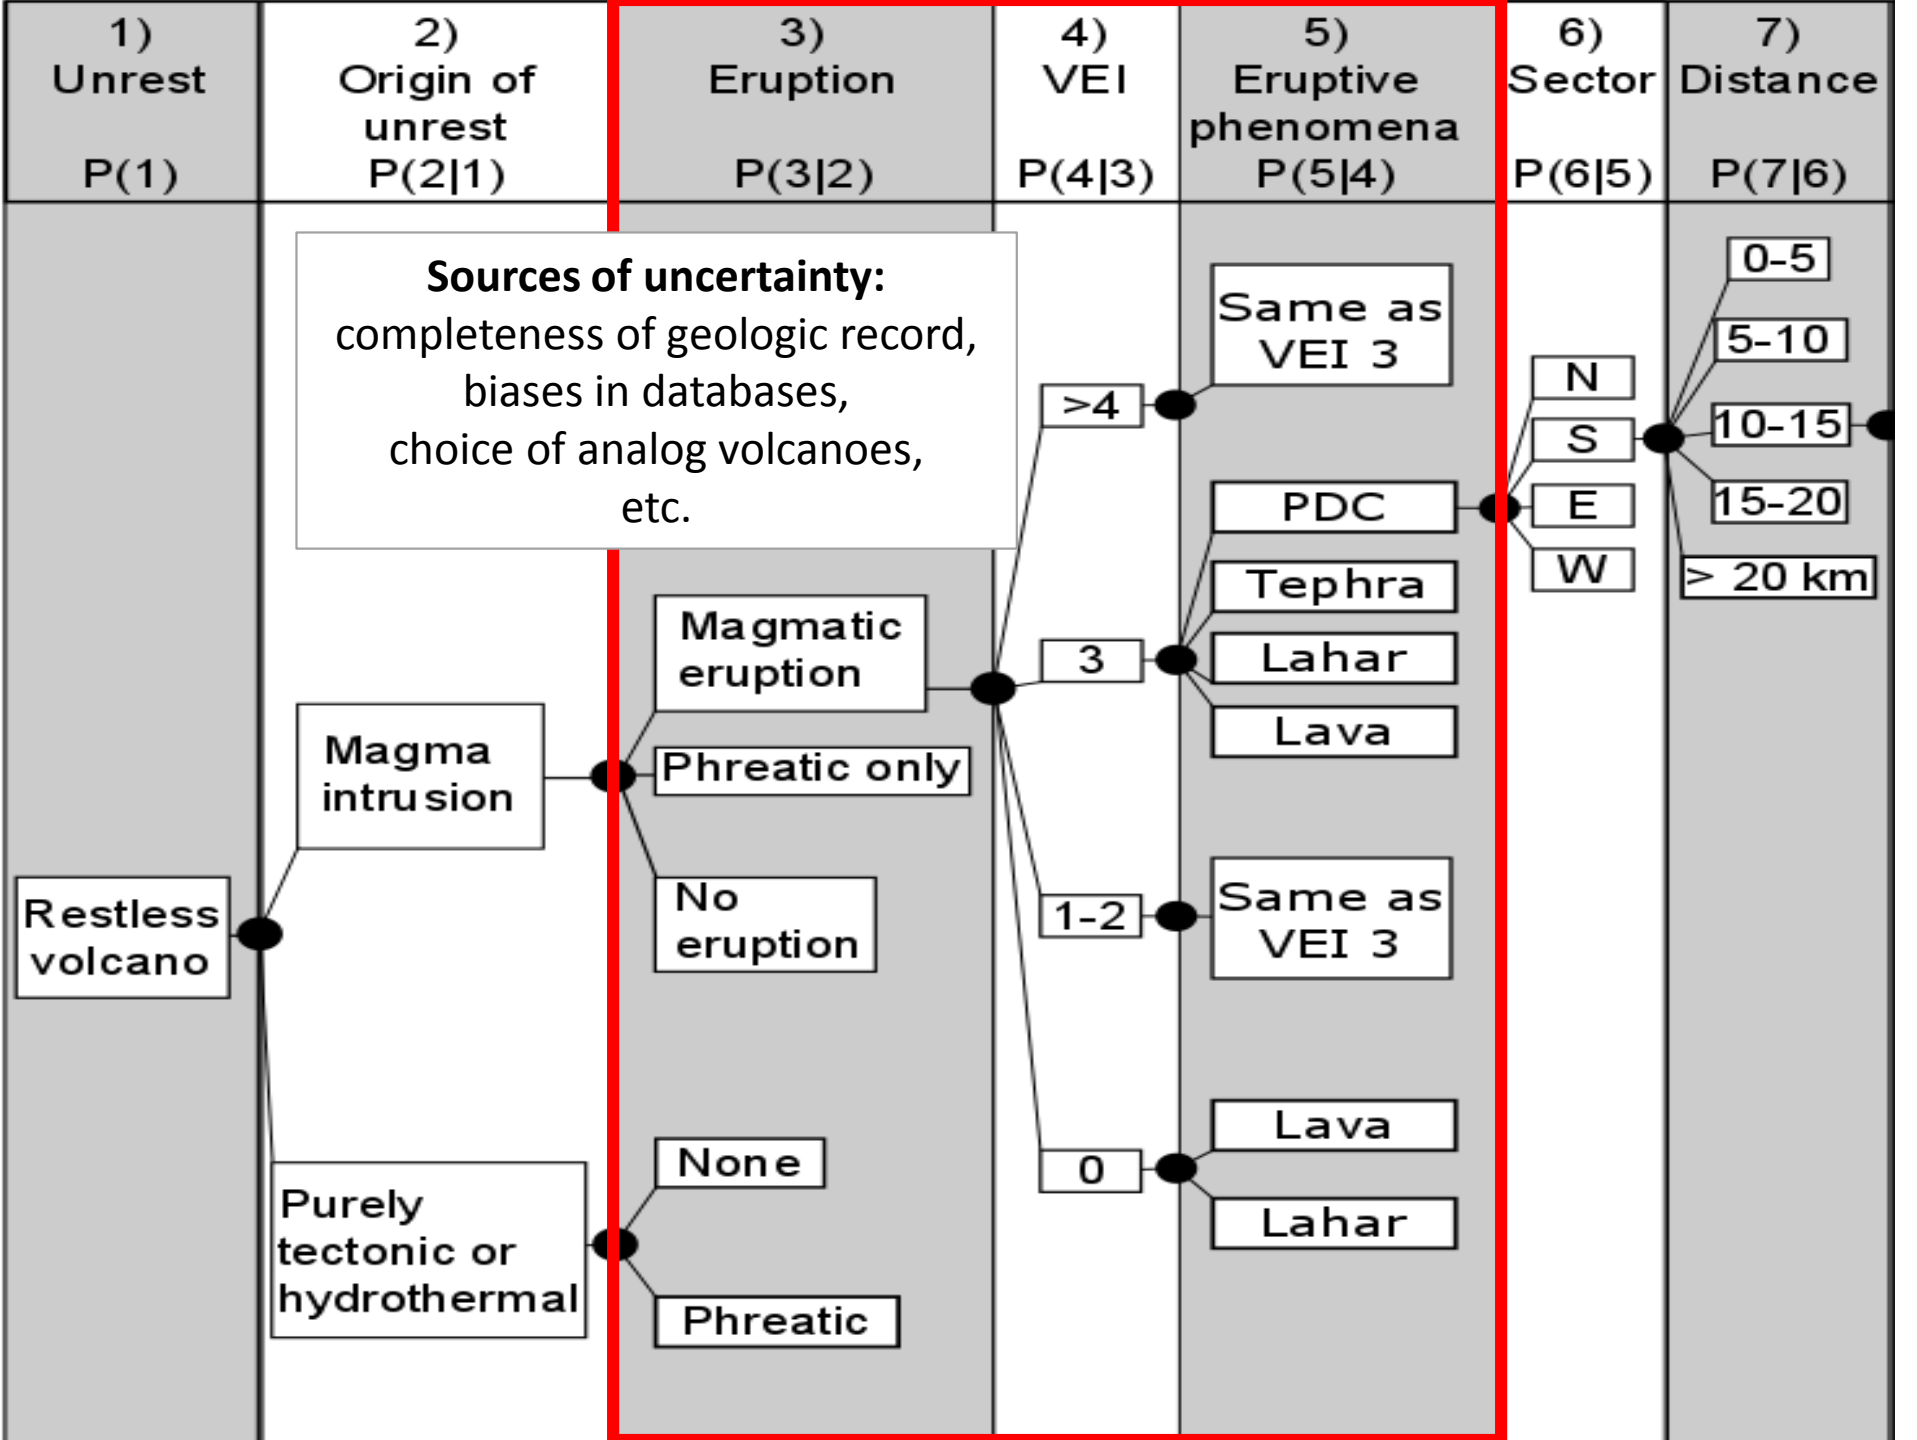 1)
Unrest
P(1)
2)
Origin of
unrest
P(2|1)
3)
Eruption
P(3|2)
4)
VEI
P(4|3)
5)
Eruptive
phenomena
P(5|4)
6)
Sector
P(6|5)
7)
Distance
P(7|6)
Sources of uncertainty:
completeness of geologic record,
biases in databases,
choice of analog volcanoes,
etc.
Restless
volcano
Magma
intrusion
Purely
tectonic or
hydrothermal
Magmatic
eruption
Phreatic only
No
eruption
None
Phreatic
>4
3
1-2
0
Same as
VEI 3
PDC
Tephra
Lahar
Lava
Same as
VEI 3
Lava
Lahar
N
S
E
W
0-5
5-10
10-15
15-20
> 20 km